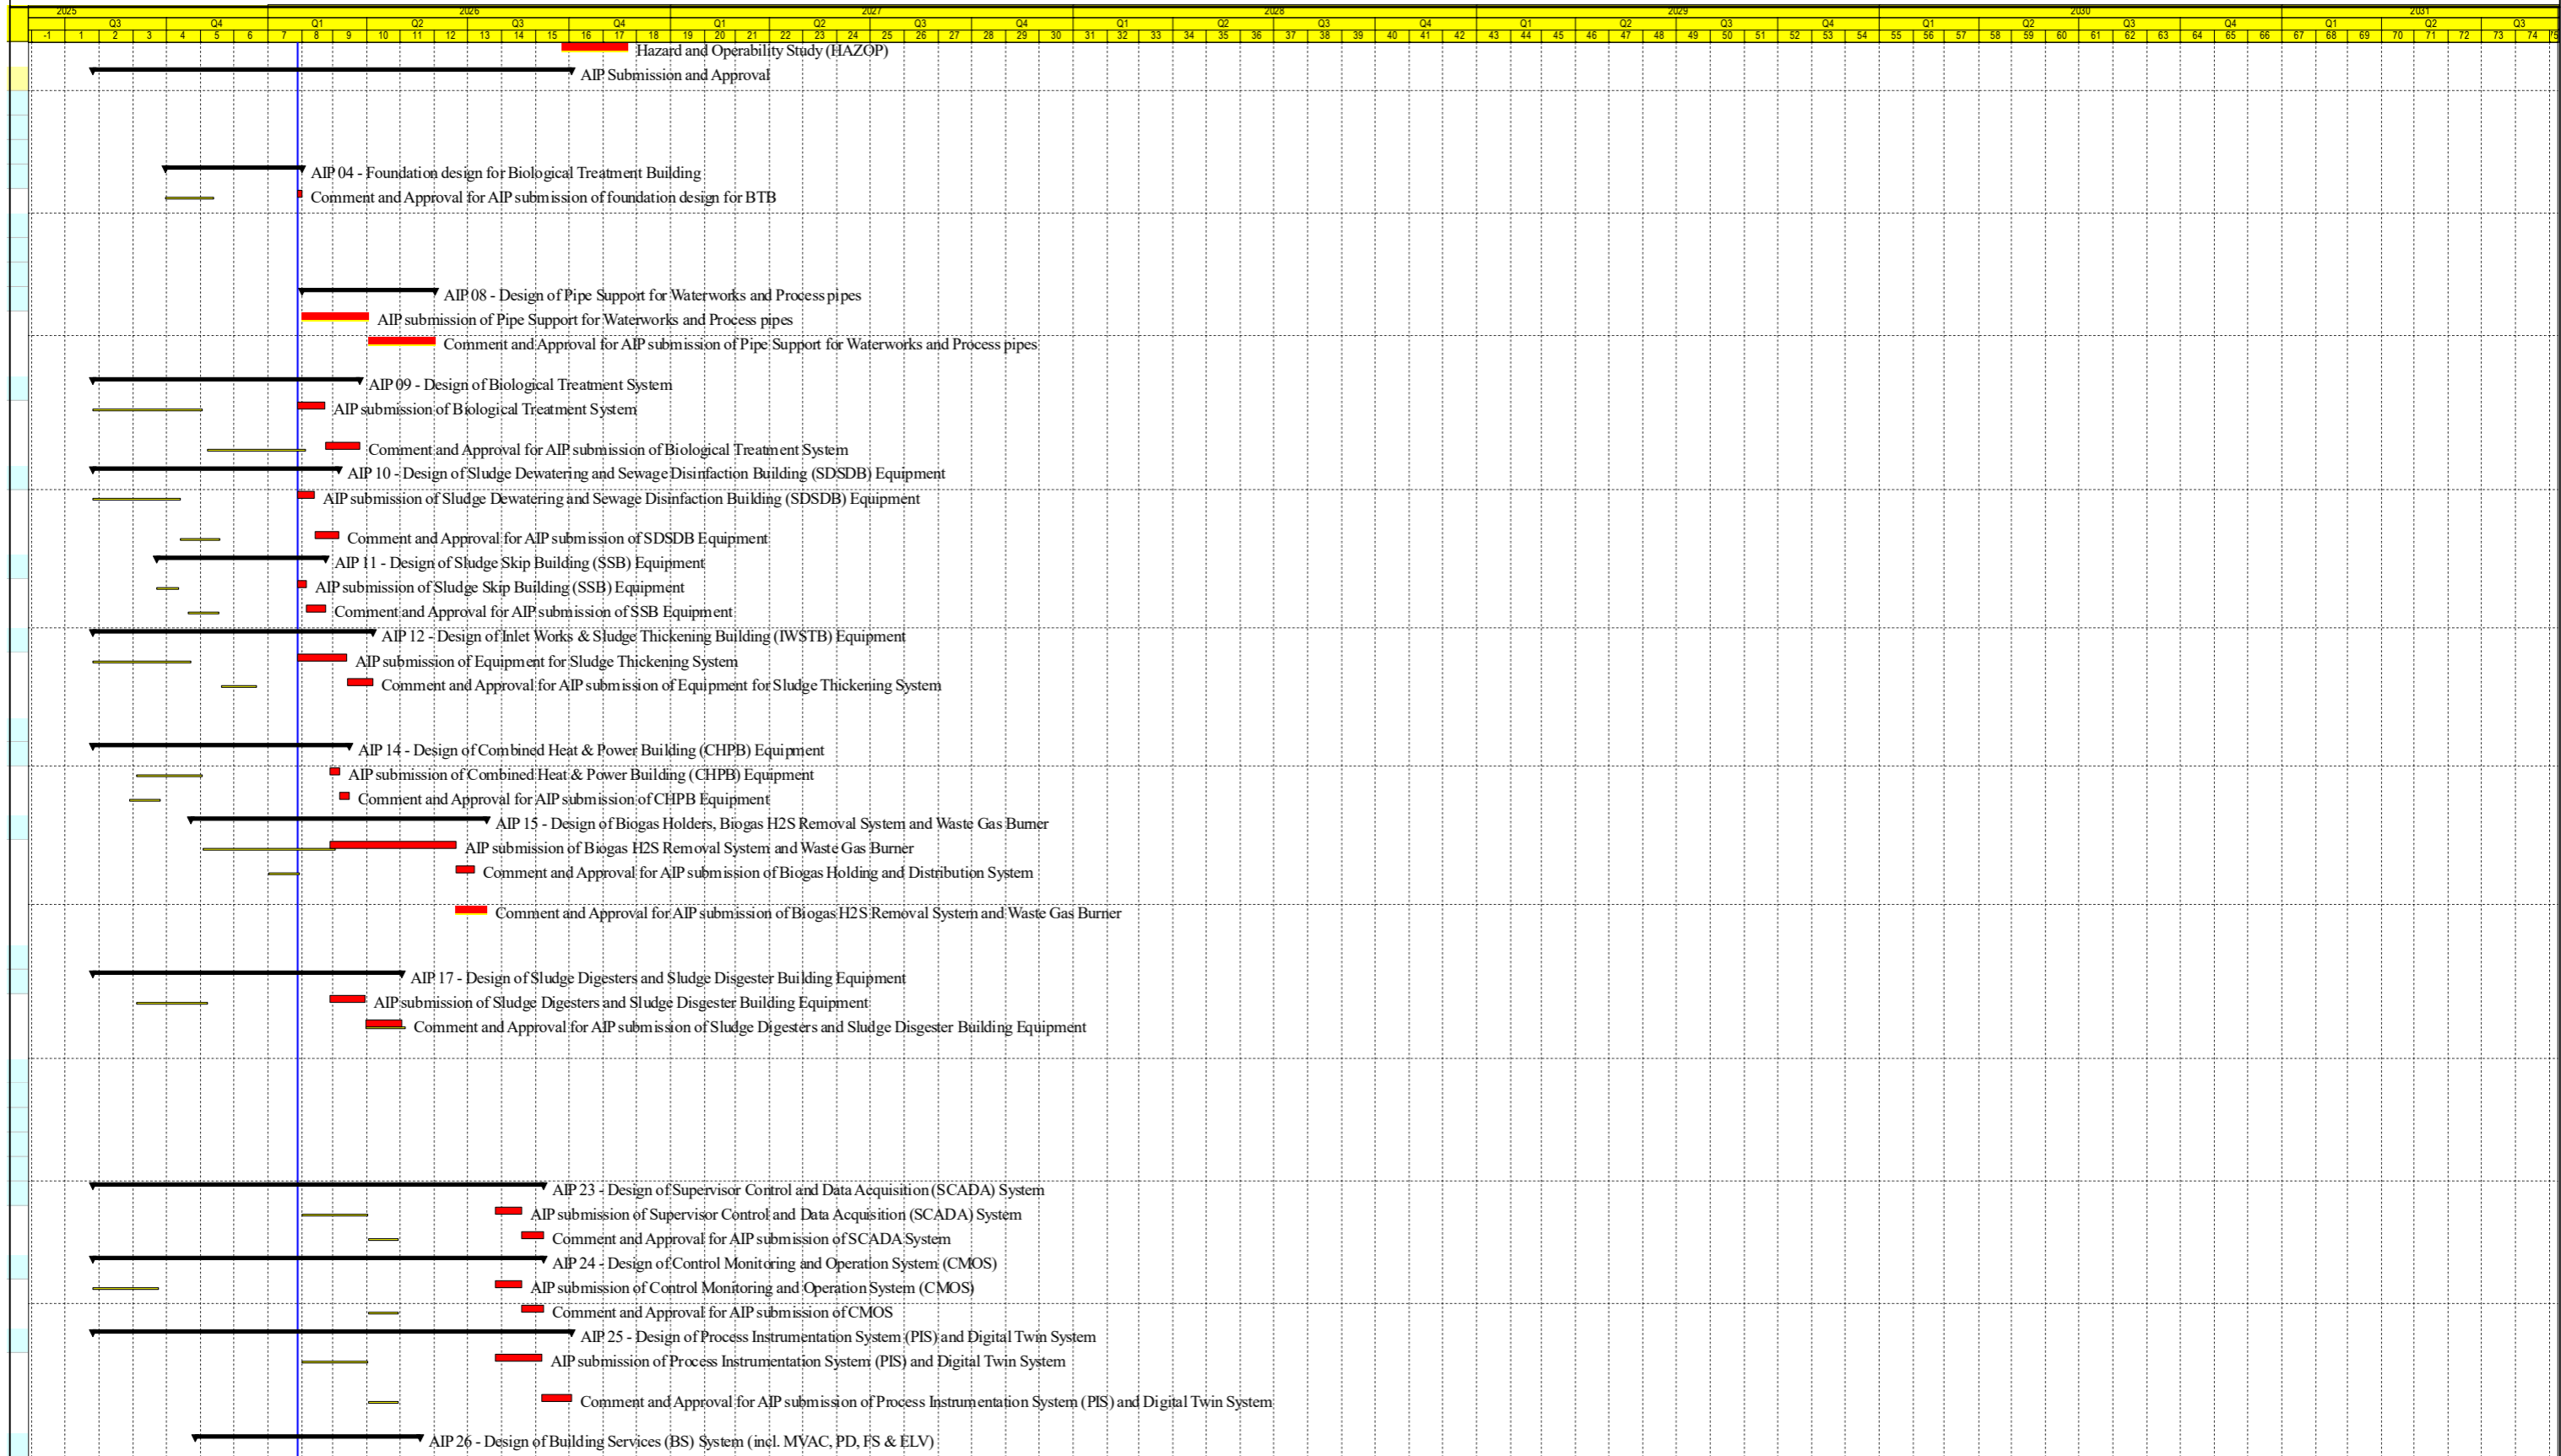 2025 2026 2027 2028 2029 2030 2031
Q3 Q4 Q1 Q2 Q3 Q4 Q1 Q2 Q3 Q4 Q1 Q2 Q3 Q4 Q1 Q2 Q3 Q4 Q1 Q2 Q3 Q4 Q1 Q2 Q3
-1 1 2 3 4 5 6 7 8 9 10 11 12 13 14 15 16 17 18 19 20 21 22 23 24 25 26 27 28 29 30 31 32 33 34 35 36 37 38 39 40 41 42 43 44 45 46 47 48 49 50 51 52 53 54 55 56 57 58 59 60 61 62 63 64 65 66 67 68 69 70 71 72 73 74 75
Hazard and Operability Study (HAZOP)
AIP Submission and Approval
AIP 04 - Foundation design for Biological Treatment Building
Comment and Approval for AIP submission of foundation design for BTB
AIP 08 - Design of Pipe Support for Waterworks and Process pipes
AIP submission of Pipe Support for Waterworks and Process pipes
Comment and Approval for AIP submission of Pipe Support for Waterworks and Process pipes
AIP 09 - Design of Biological Treatment System
AIP submission of Biological Treatment System
Comment and Approval for AIP submission of Biological Treatment System
AIP 10 - Design of Sludge Dewatering and Sewage Disinfaction Building (SDSDB) Equipment
AIP submission of Sludge Dewatering and Sewage Disinfaction Building (SDSDB) Equipment
Comment and Approval for AIP submission of SDSDB Equipment
AIP 11 - Design of Sludge Skip Building (SSB) Equipment
AIP submission of Sludge Skip Building (SSB) Equipment
Comment and Approval for AIP submission of SSB Equipment
AIP 12 - Design of Inlet Works & Sludge Thickening Building (IWSTB) Equipment
AIP submission of Equipment for Sludge Thickening System
Comment and Approval for AIP submission of Equipment for Sludge Thickening System
AIP 14 - Design of Combined Heat & Power Building (CHPB) Equipment
AIP submission of Combined Heat & Power Building (CHPB) Equipment
Comment and Approval for AIP submission of CHPB Equipment
AIP 15 - Design of Biogas Holders, Biogas H2S Removal System and Waste Gas Burner
AIP submission of Biogas H2S Removal System and Waste Gas Burner
Comment and Approval for AIP submission of Biogas Holding and Distribution System
Comment and Approval for AIP submission of Biogas H2S Removal System and Waste Gas Burner
AIP 17 - Design of Sludge Digesters and Sludge Disgester Building Equipment
AIP submission of Sludge Digesters and Sludge Disgester Building Equipment
Comment and Approval for AIP submission of Sludge Digesters and Sludge Disgester Building Equipment
AIP 23 - Design of Supervisor Control and Data Acquisition (SCADA) System
AIP submission of Supervisor Control and Data Acquisition (SCADA) System
Comment and Approval for AIP submission of SCADA System
AIP 24 - Design of Control Monitoring and Operation System (CMOS)
AIP submission of Control Monitoring and Operation System (CMOS)
Comment and Approval for AIP submission of CMOS
AIP 25 - Design of Process Instrumentation System (PIS) and Digital Twin System
AIP submission of Process Instrumentation System (PIS) and Digital Twin System
Comment and Approval for AIP submission of Process Instrumentation System (PIS) and Digital Twin System
AIP 26 - Design of Building Services (BS) System (incl. MVAC, PD, FS & ELV)